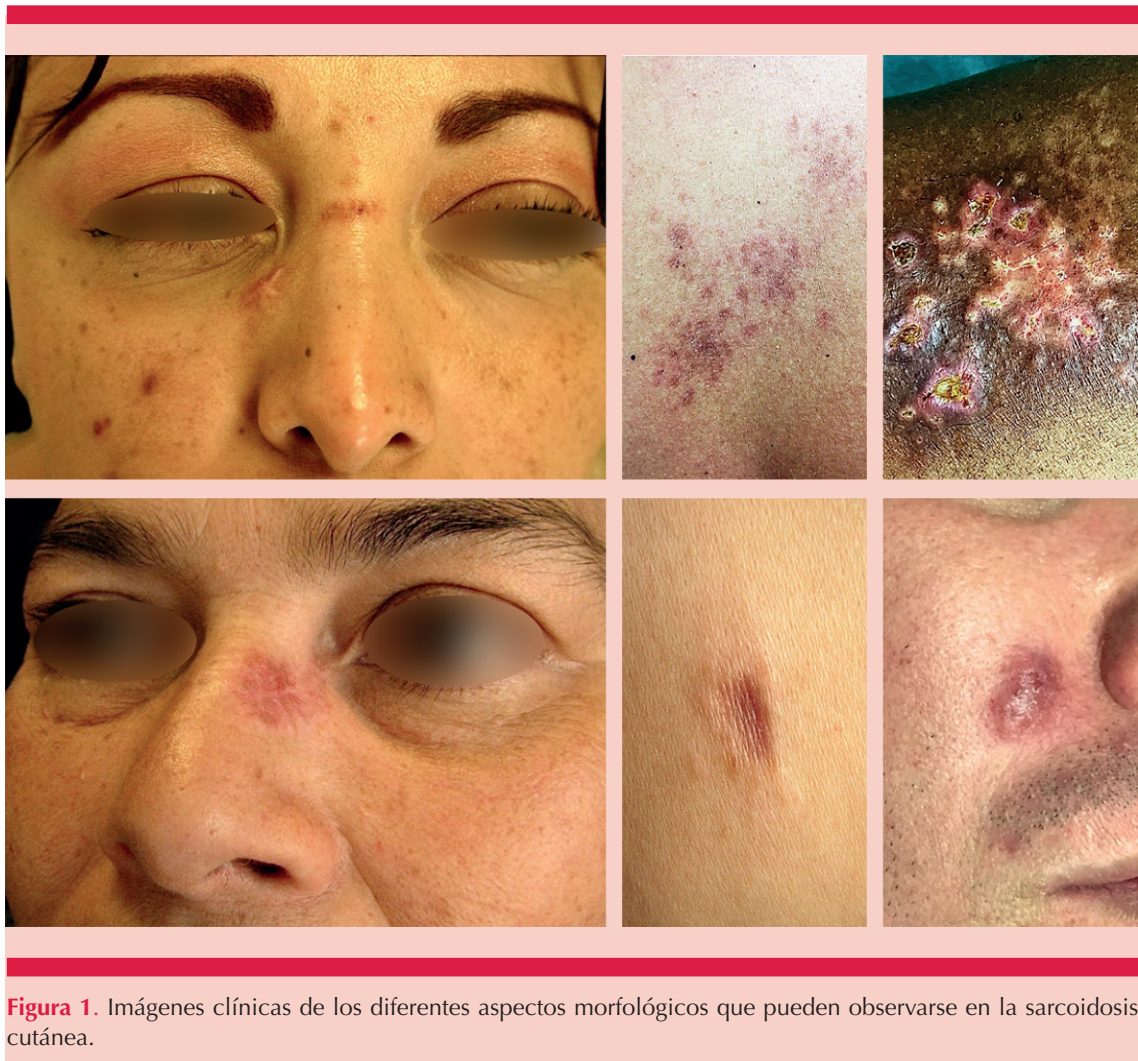 Figura 1. Imágenes clínicas de los diferentes aspectos morfológicos que pueden observarse en la sarcoidosis
cutánea.